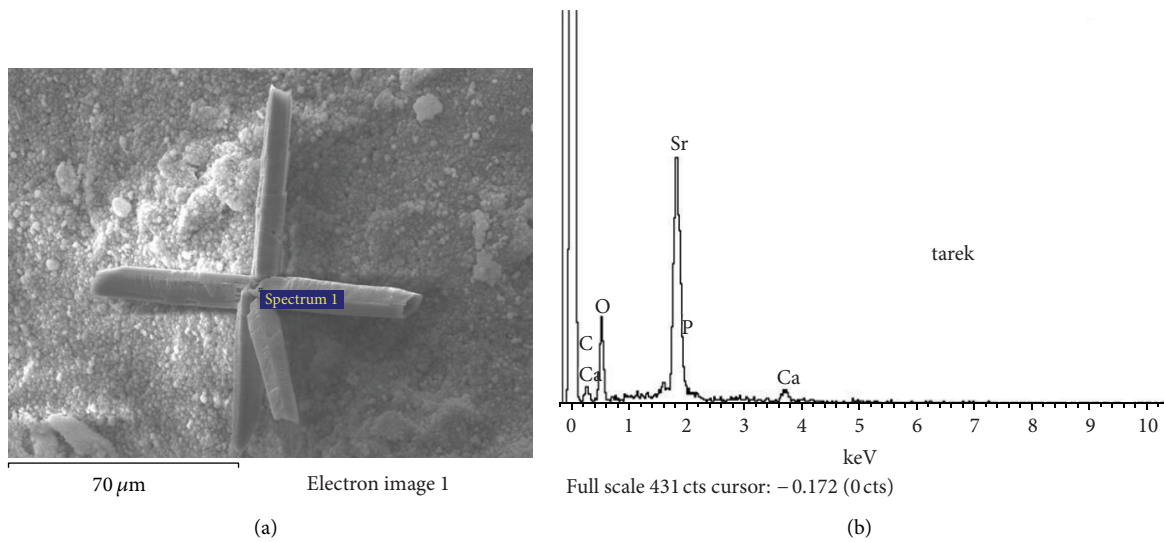 Spectrum 1
70 μm
Electron image 1
(a)
Sr
tarek
O
P
C
Ca
Ca
0 1 2 3 4 5 6 7 8 9 10
keV
Full scale 431 cts cursor: −0.172 (0 cts)
(b)